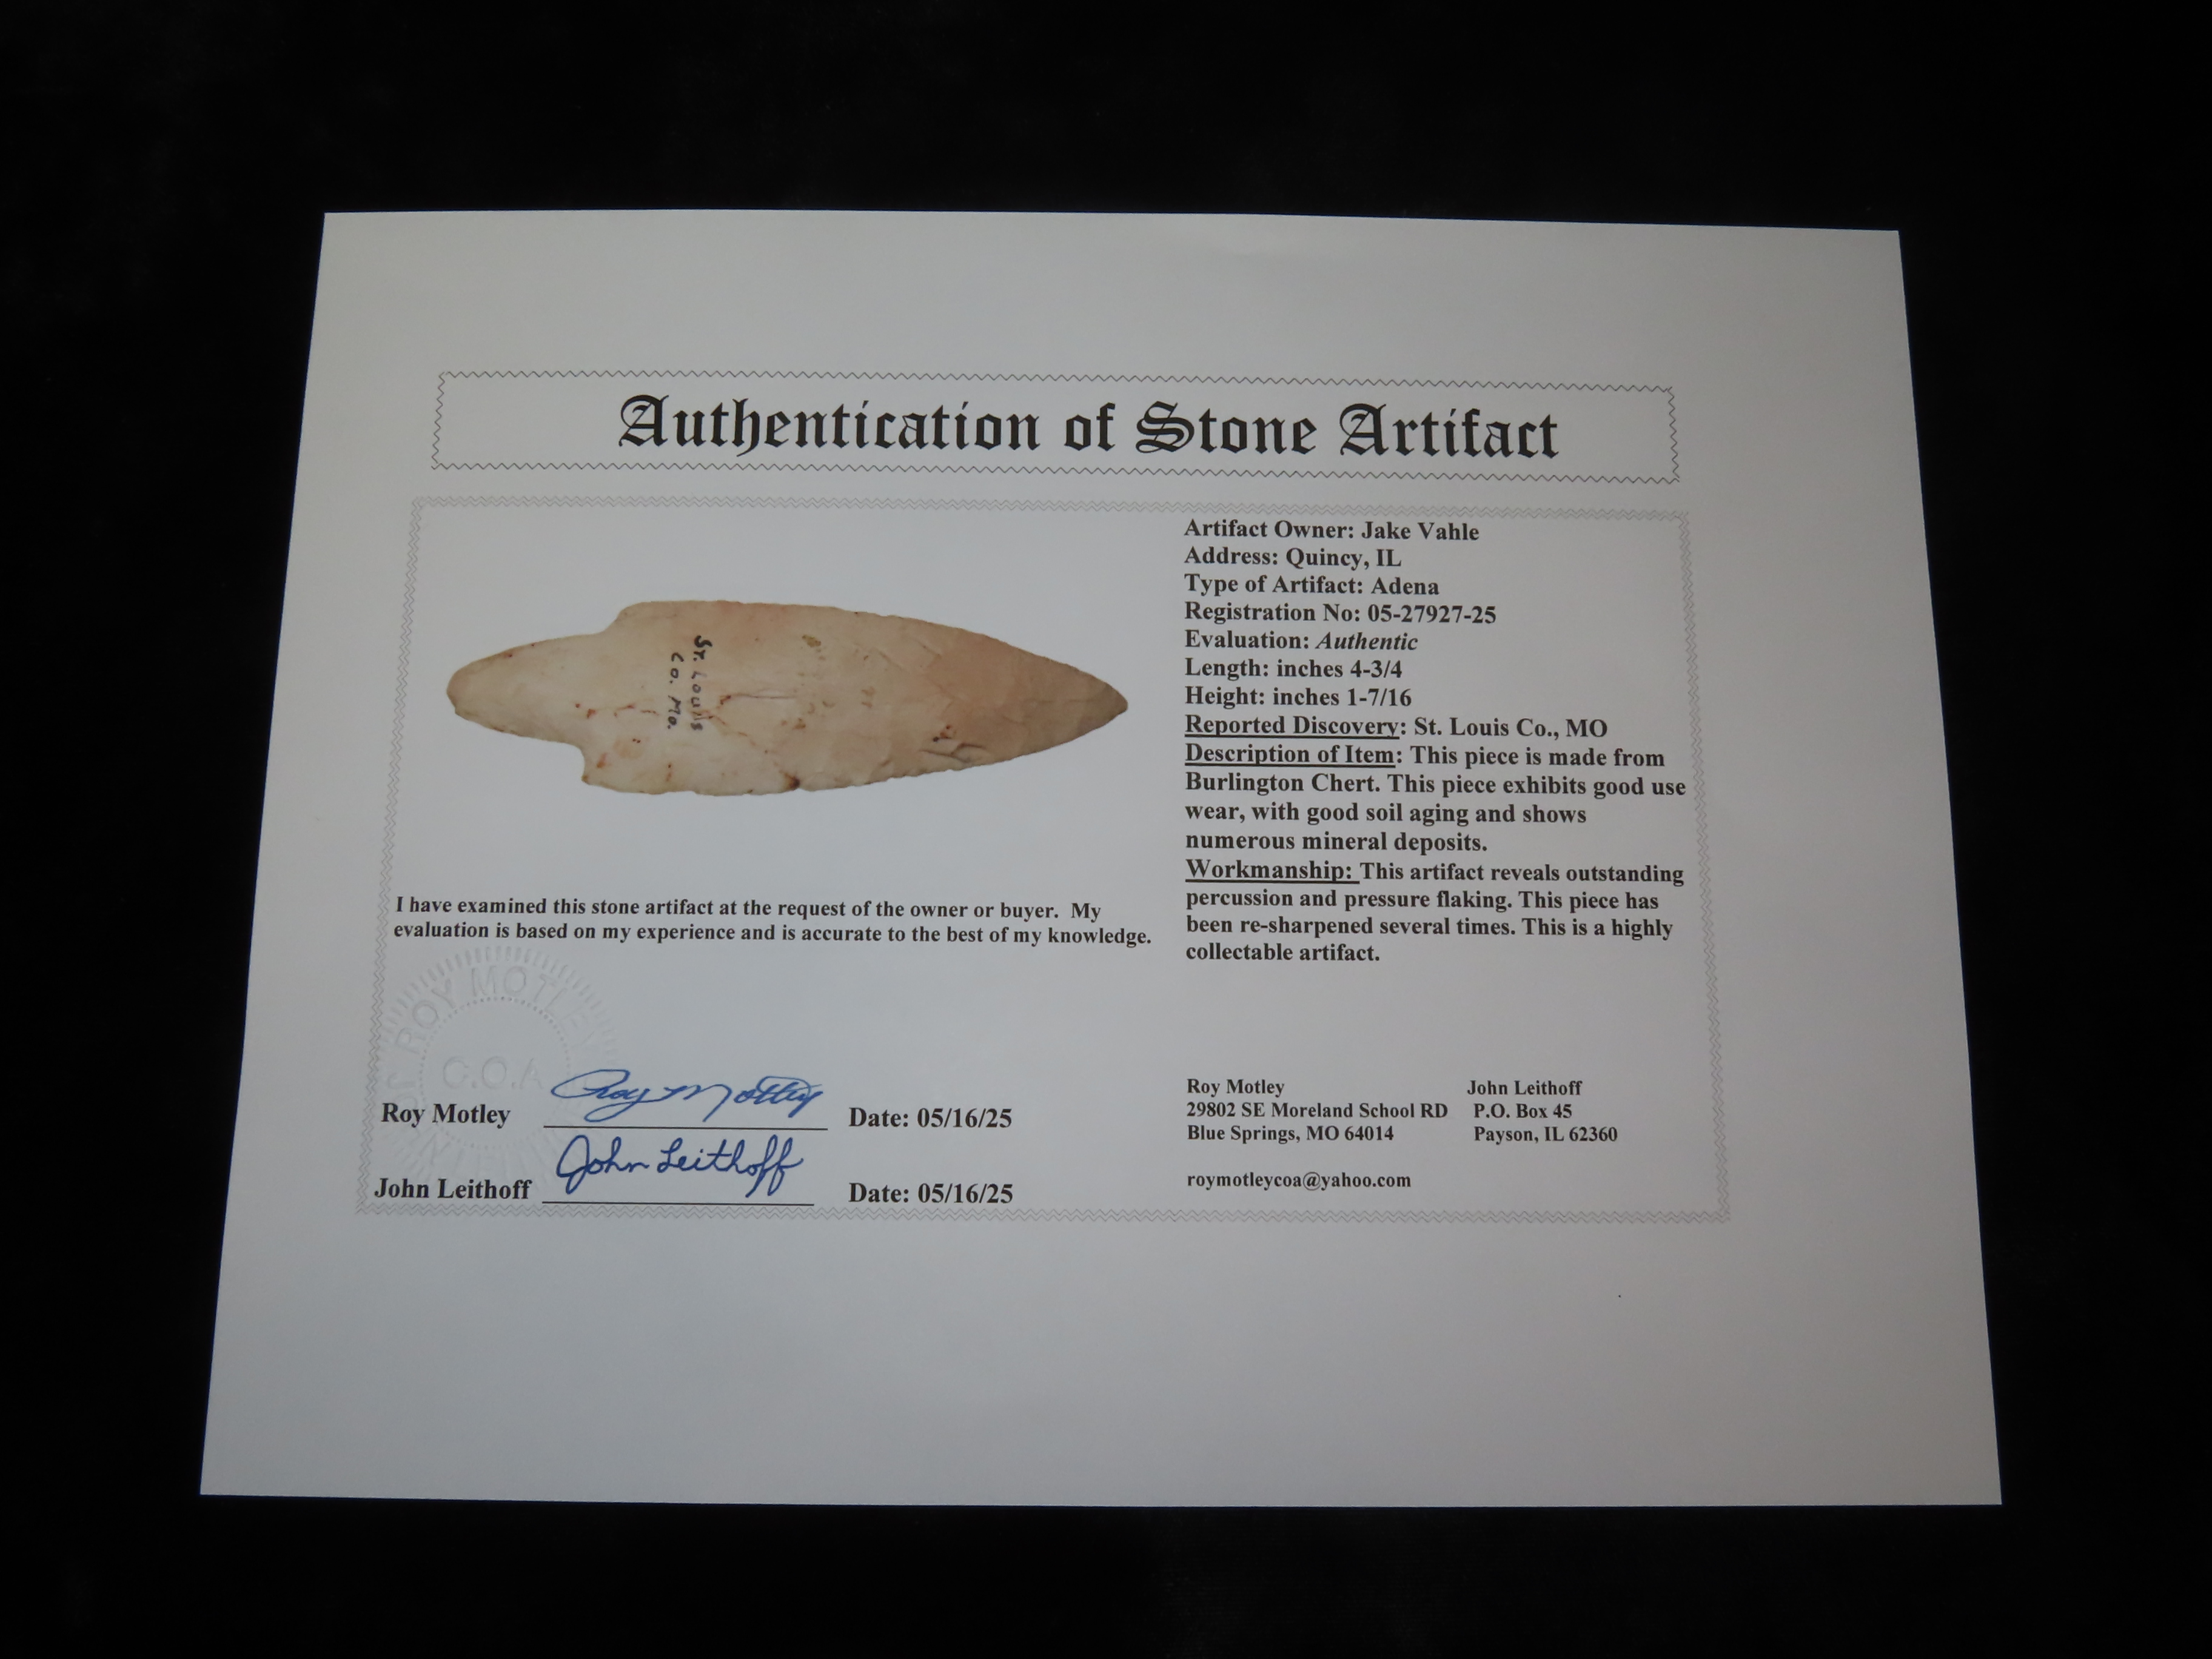 Authentication of Stone Artifact
St. Louis
Co. Mo.
I have examined this stone artifact at the request of the owner or buyer. My
evaluation is based on my experience and is accurate to the best of my knowledge.
Artifact Owner: Jake Vahle
Address: Quincy, IL
Type of Artifact: Adena
Registration No: 05-27927-25
Evaluation: Authentic
Length: inches 4-3/4
Height: inches 1-7/16
Reported Discovery: St. Louis Co., MO
Description of Item: This piece is made from
Burlington Chert. This piece exhibits good use
wear, with good soil aging and shows
numerous mineral deposits.
Workmanship: This artifact reveals outstanding
percussion and pressure flaking. This piece has
been re-sharpened several times. This is a highly
collectable artifact.
ROY MOTLEY
C.O.A
Roy Motley Roy Motley Date: 05/16/25
John Leithoff John Leithoff Date: 05/16/25
Roy Motley
29802 SE Moreland School RD
Blue Springs, MO 64014
roymotleycoa@yahoo.com
John Leithoff
P.O. Box 45
Payson, IL 62360